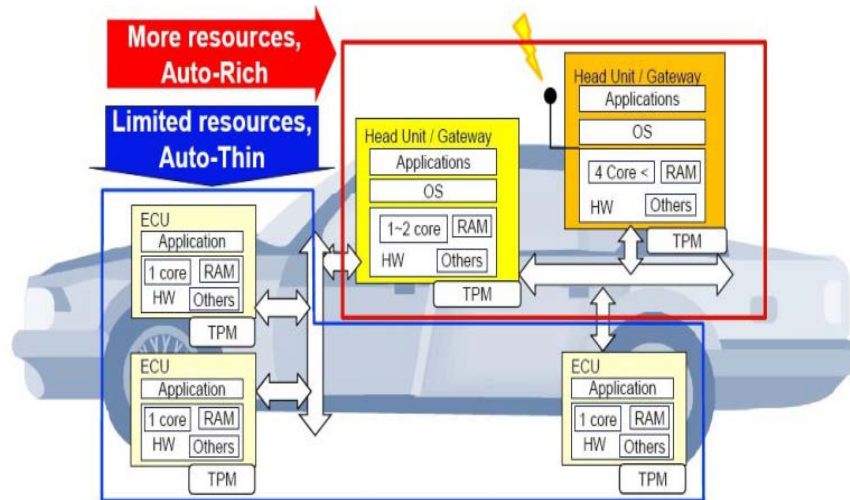 More resources,
Auto-Rich
Limited resources,
Auto-Thin
Head Unit / Gateway
Applications
OS
1~2 core
RAM
HW
Others
TPM
Head Unit / Gateway
Applications
OS
4 Core <
RAM
HW
Others
TPM
ECU
Application
1 core
RAM
HW
Others
TPM
ECU
Application
1 core
RAM
HW
Others
TPM
ECU
Application
1 core
RAM
HW
Others
TPM